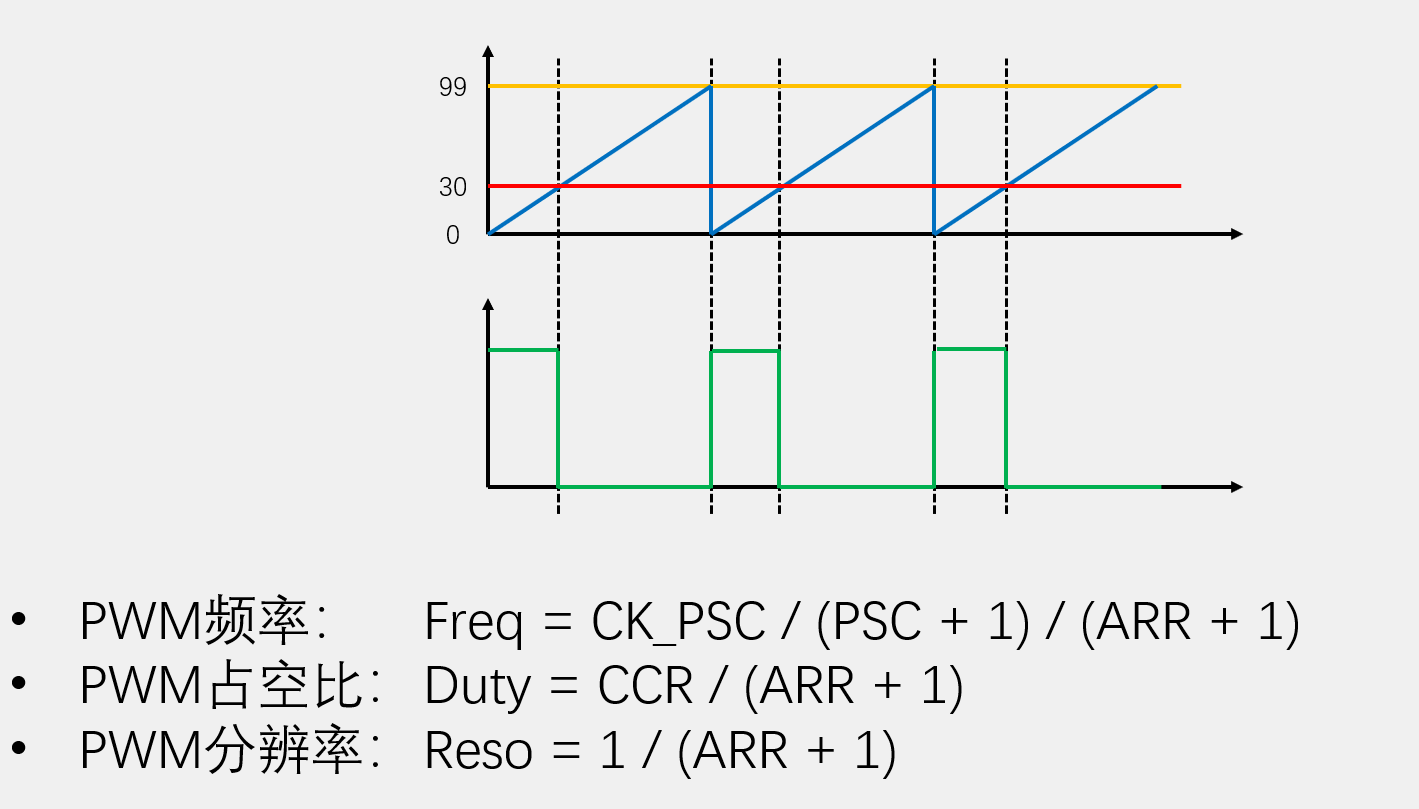 99
30
0
• PWM频率： Freq = CK_PSC / (PSC + 1) / (ARR + 1)
• PWM占空比： Duty = CCR / (ARR + 1)
• PWM分辨率： Reso = 1 / (ARR + 1)